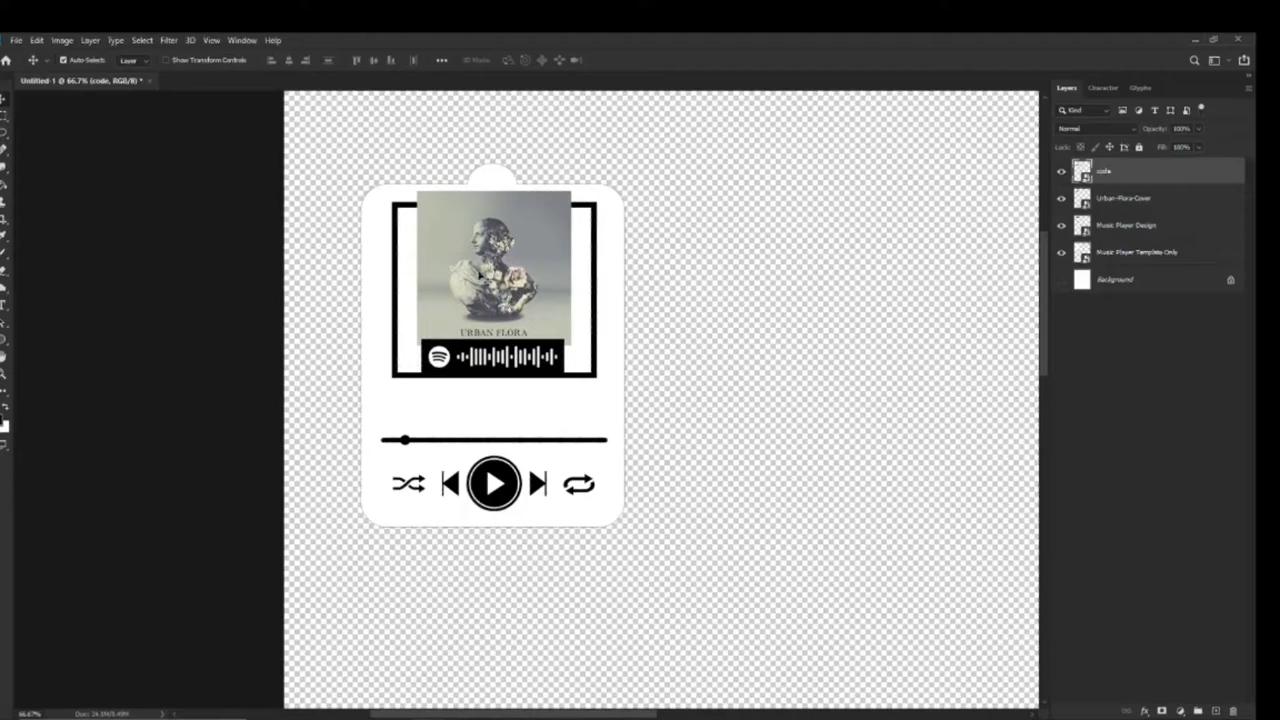 File Edit Image Layer Type Select Filter 3D View Window Help
Auto-Select: Layer Show Transform Controls 3D Mode:
Untitled-1 @ 66.7% (code, RGB/8) *
Layers Character Glyphs
Kind
Normal Opacity: 100%
Lock: Fill: 100%
code
Urban-Flora-Cover
Music Player Design
Music Player Template Only
Background
URBAN FLORA
66.67%